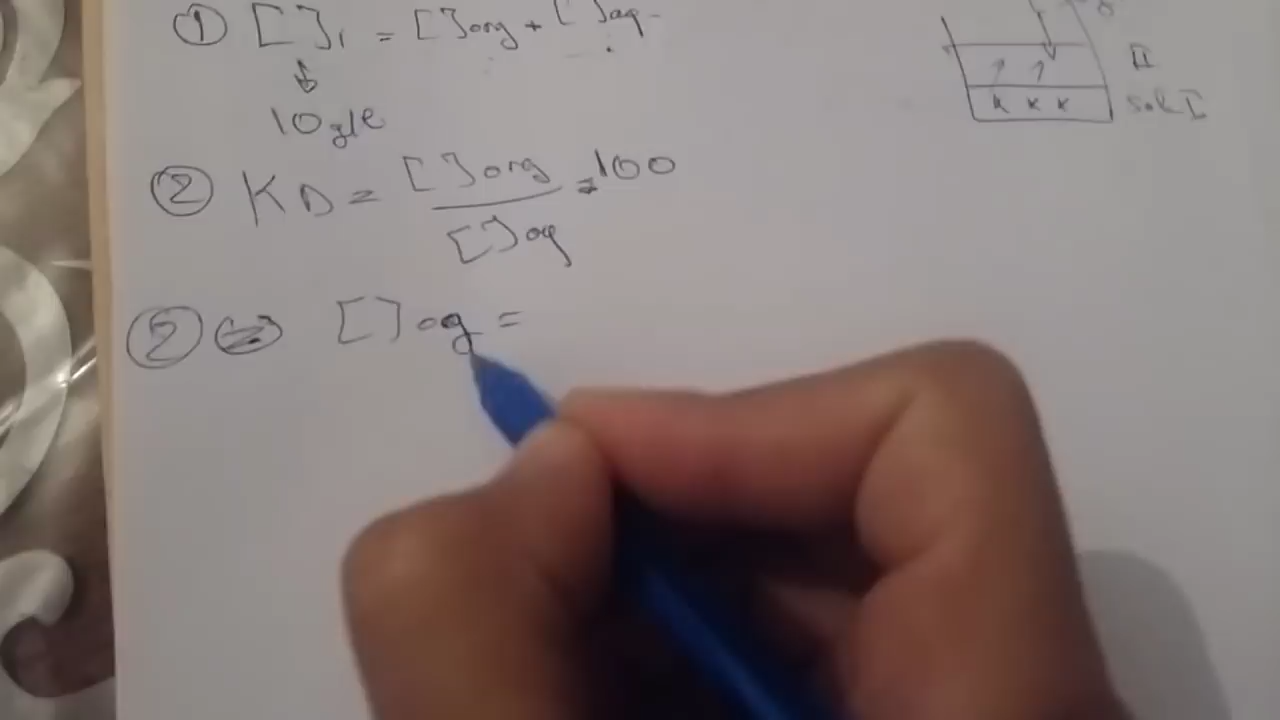 ① [ ]₁ = [ ]org + [ ]aq
10 g/l
② KD = [ ]org / [ ]aq = 100
② ⇔ [ ]aq =
II
sol I